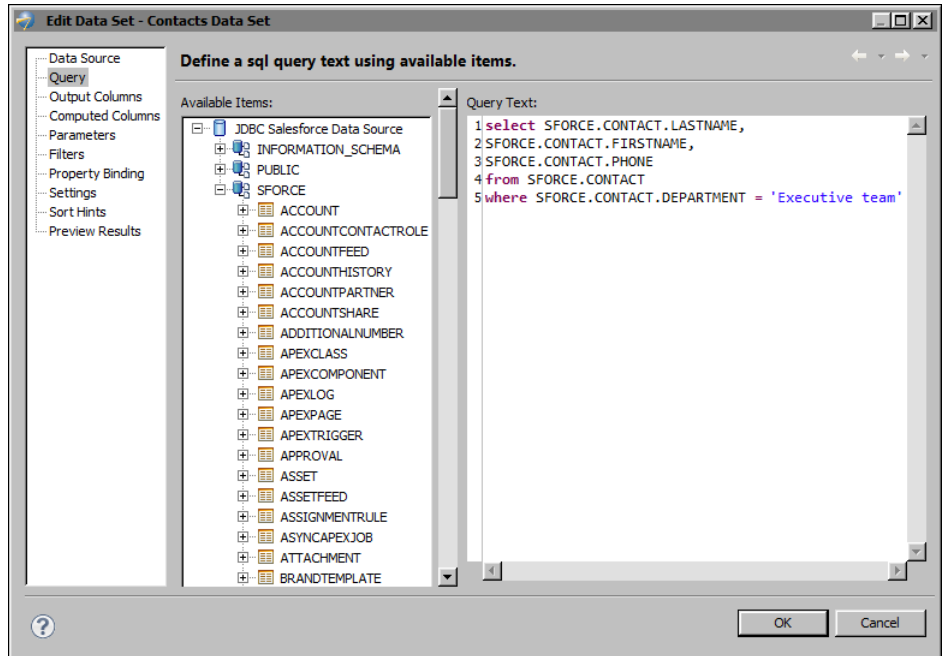 Edit Data Set - Contacts Data Set
Data Source
Query
Output Columns
Computed Columns
Parameters
Filters
Property Binding
Settings
Sort Hints
Preview Results
Define a sql query text using available items.
Available Items:
JDBC Salesforce Data Source
INFORMATION_SCHEMA
PUBLIC
SFORCE
ACCOUNT
ACCOUNTCONTACTROLE
ACCOUNTFEED
ACCOUNTHISTORY
ACCOUNTPARTNER
ACCOUNTSHARE
ADDITIONALNUMBER
APEXCLASS
APEXCOMPONENT
APEXLOG
APEXPAGE
APEXTRIGGER
APPROVAL
ASSET
ASSETFEED
ASSIGNMENTRULE
ASYNCAPEXJOB
ATTACHMENT
BRANDTEMPLATE
Query Text:
1 select SFORCE.CONTACT.LASTNAME,
2 SFORCE.CONTACT.FIRSTNAME,
3 SFORCE.CONTACT.PHONE
4 from SFORCE.CONTACT
5 where SFORCE.CONTACT.DEPARTMENT = 'Executive team'
?
OK
Cancel